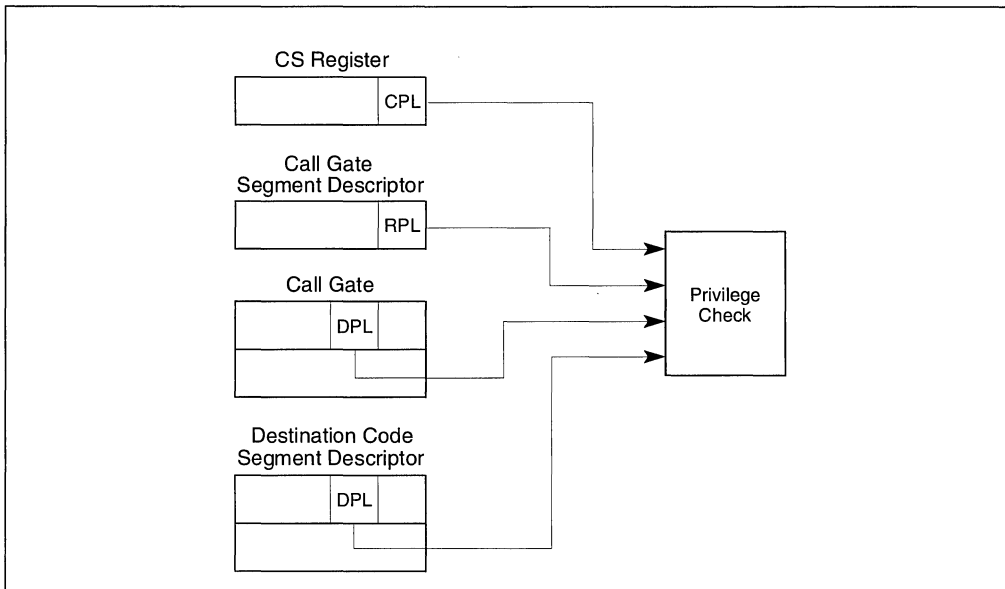 CS Register
CPL
Call Gate
Segment Descriptor
RPL
Call Gate
DPL
Privilege
Check
Destination Code
Segment Descriptor
DPL